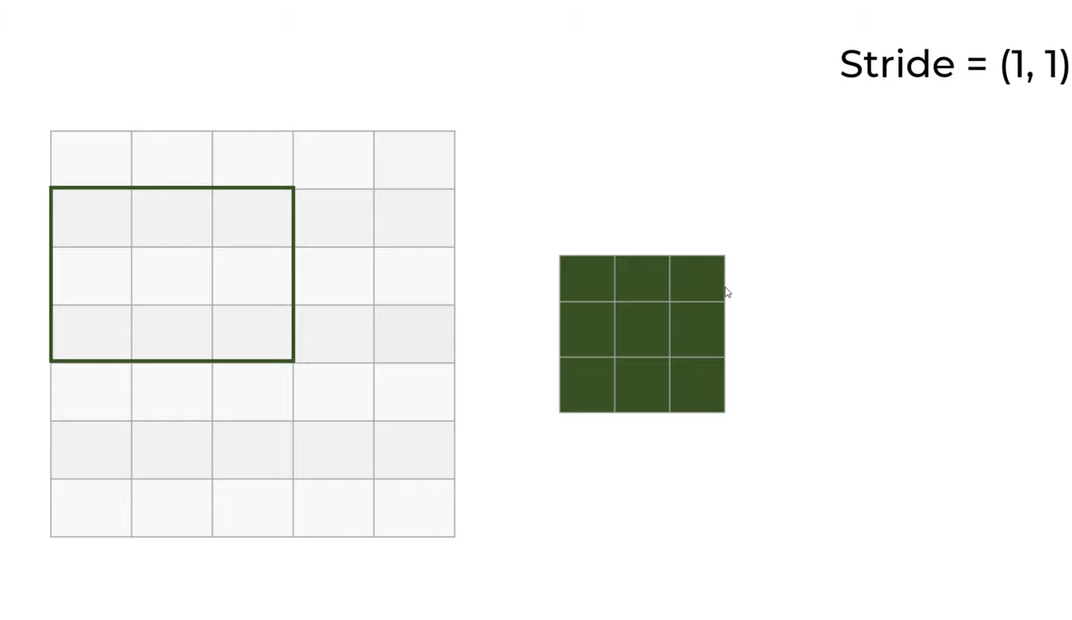 Stride = (1, 1)